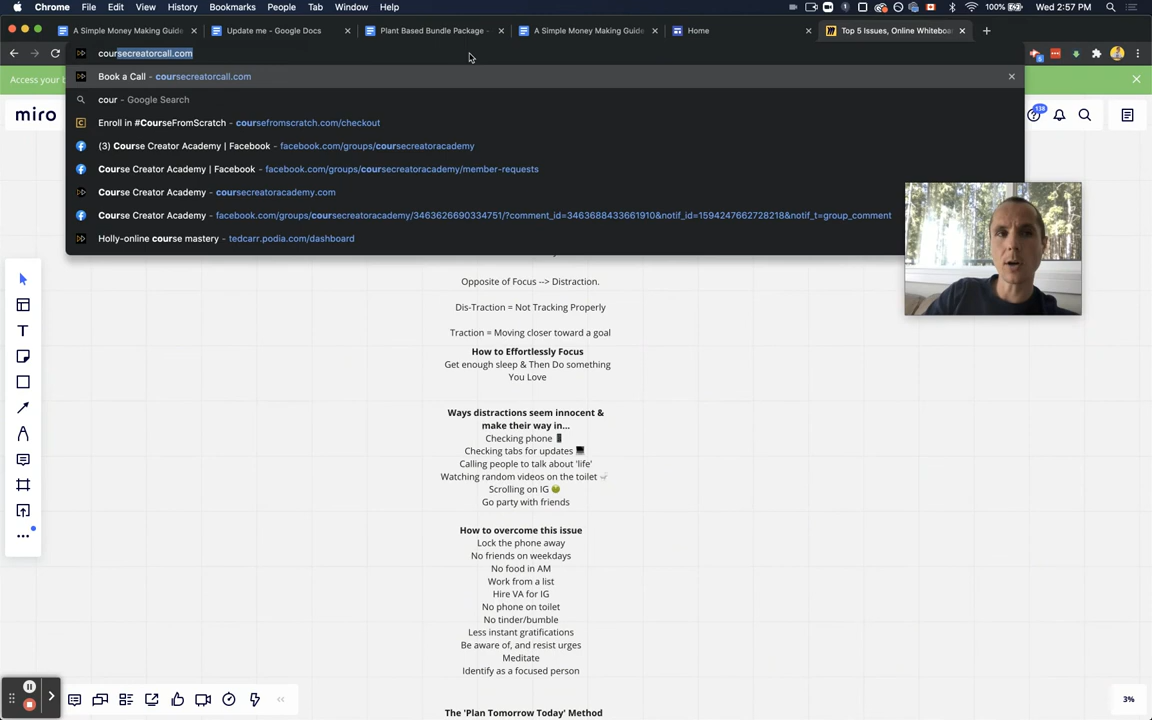 Chrome File Edit View History Bookmarks People Tab Window Help
100% Wed 2:57 PM
A Simple Money Making Guide
Update me - Google Docs
Plant Based Bundle Package -
A Simple Money Making Guide
Home
Top 5 Issues, Online Whiteboa
coursecreatorcall.com
Access your b
Book a Call - coursecreatorcall.com
cour - Google Search
Enroll in #CourseFromScratch - coursefromscratch.com/checkout
(3) Course Creator Academy | Facebook - facebook.com/groups/coursecreatoracademy
Course Creator Academy | Facebook - facebook.com/groups/coursecreatoracademy/member-requests
Course Creator Academy - coursecreatoracademy.com
Course Creator Academy - facebook.com/groups/coursecreatoracademy/3463626690334751/?comment_id=3463688433661910&notif_id=1594247662728218&notif_t=group_comment
Holly-online course mastery - tedcarr.podia.com/dashboard
miro
138
Opposite of Focus --> Distraction.
Dis-Traction = Not Tracking Properly
Traction = Moving closer toward a goal
How to Effortlessly Focus
Get enough sleep & Then Do something
You Love
Ways distractions seem innocent &
make their way in...
Checking phone
Checking tabs for updates
Calling people to talk about 'life'
Watching random videos on the toilet
Scrolling on IG
Go party with friends
How to overcome this issue
Lock the phone away
No friends on weekdays
No food in AM
Work from a list
Hire VA for IG
No phone on toilet
No tinder/bumble
Less instant gratifications
Be aware of, and resist urges
Meditate
Identify as a focused person
The 'Plan Tomorrow Today' Method
3%